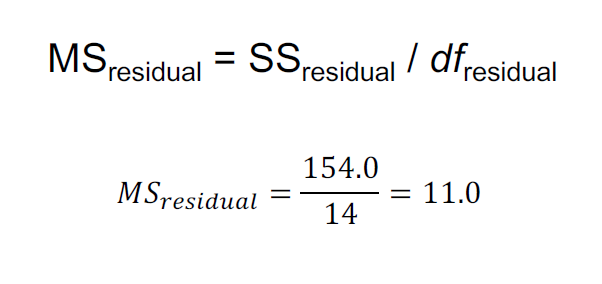 MSresidual = SSresidual / dfresidual
MSresidual = 154.0 / 14 = 11.0